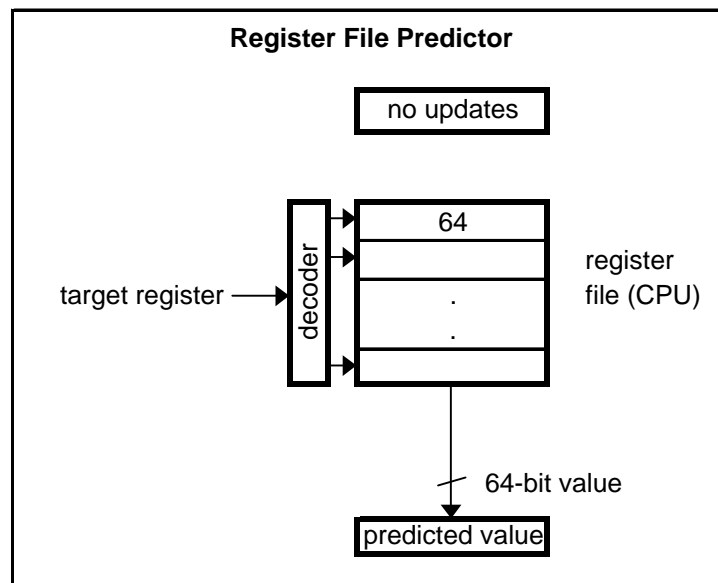 Register File Predictor
no updates
64
decoder
target register
register
file (CPU)
.
.
64-bit value
predicted value